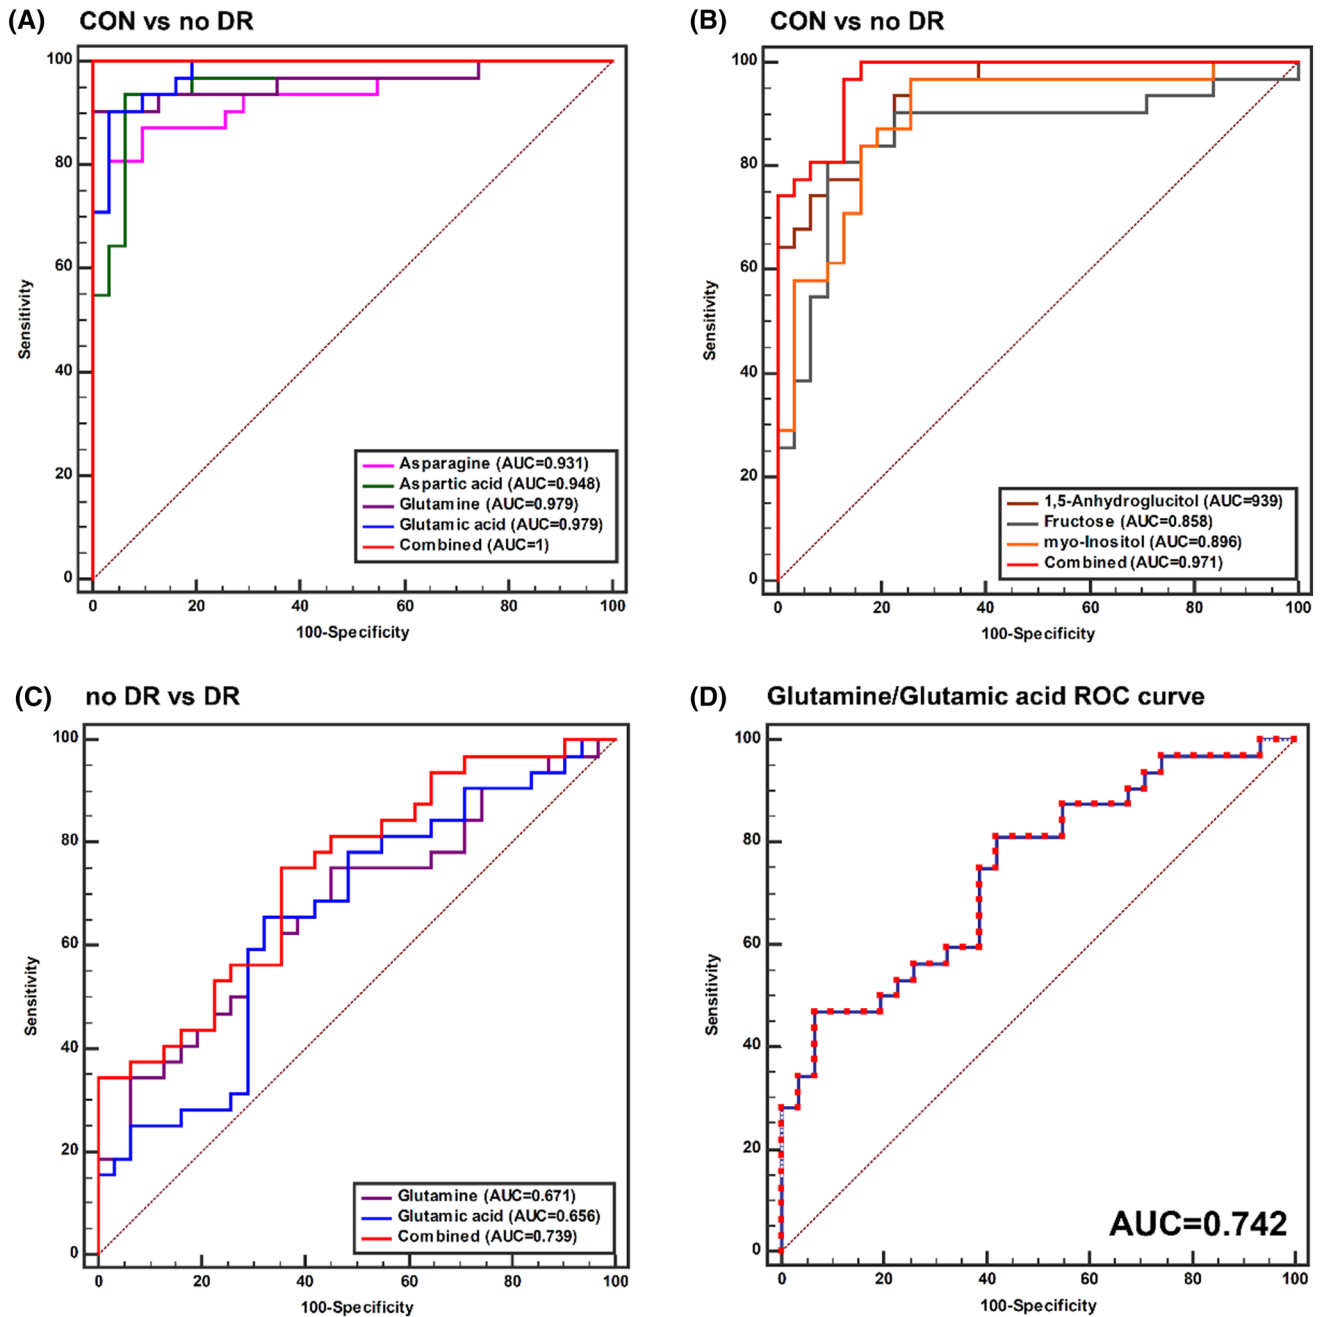 (A) CON vs no DR
100
80
60
40
20
0
Sensitivity
0 20 40 60 80 100
100-Specificity
Asparagine (AUC=0.931)
Aspartic acid (AUC=0.948)
Glutamine (AUC=0.979)
Glutamic acid (AUC=0.979)
Combined (AUC=1)
(B) CON vs no DR
100
80
60
40
20
0
Sensitivity
0 20 40 60 80 100
100-Specificity
1,5-Anhydroglucitol (AUC=939)
Fructose (AUC=0.858)
myo-Inositol (AUC=0.896)
Combined (AUC=0.971)
(C) no DR vs DR
100
80
60
40
20
0
Sensitivity
0 20 40 60 80 100
100-Specificity
Glutamine (AUC=0.671)
Glutamic acid (AUC=0.656)
Combined (AUC=0.739)
(D) Glutamine/Glutamic acid ROC curve
100
80
60
40
20
0
Sensitivity
0 20 40 60 80 100
100-Specificity
AUC=0.742